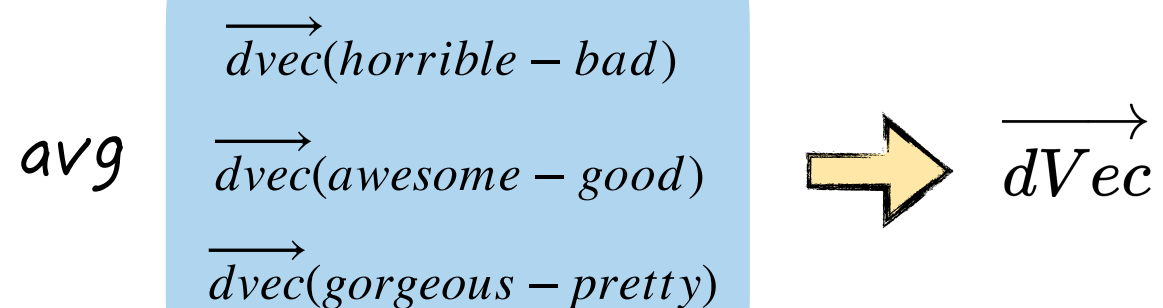 dvec(horrible – bad)
avg
dvec(awesome – good)
dVec
dvec(gorgeous – pretty)